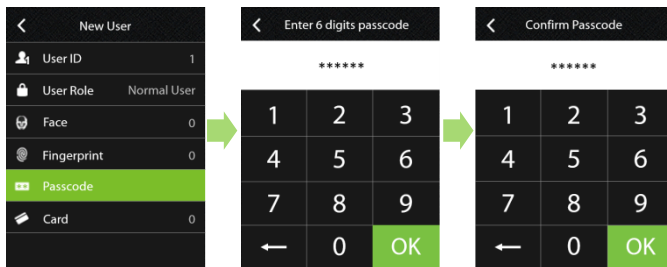 New User
User ID 1
User Role Normal User
Face 0
Fingerprint 0
Passcode
Card 0
Enter 6 digits passcode
******
1 2 3
4 5 6
7 8 9
← 0 OK
Confirm Passcode
******
1 2 3
4 5 6
7 8 9
← 0 OK